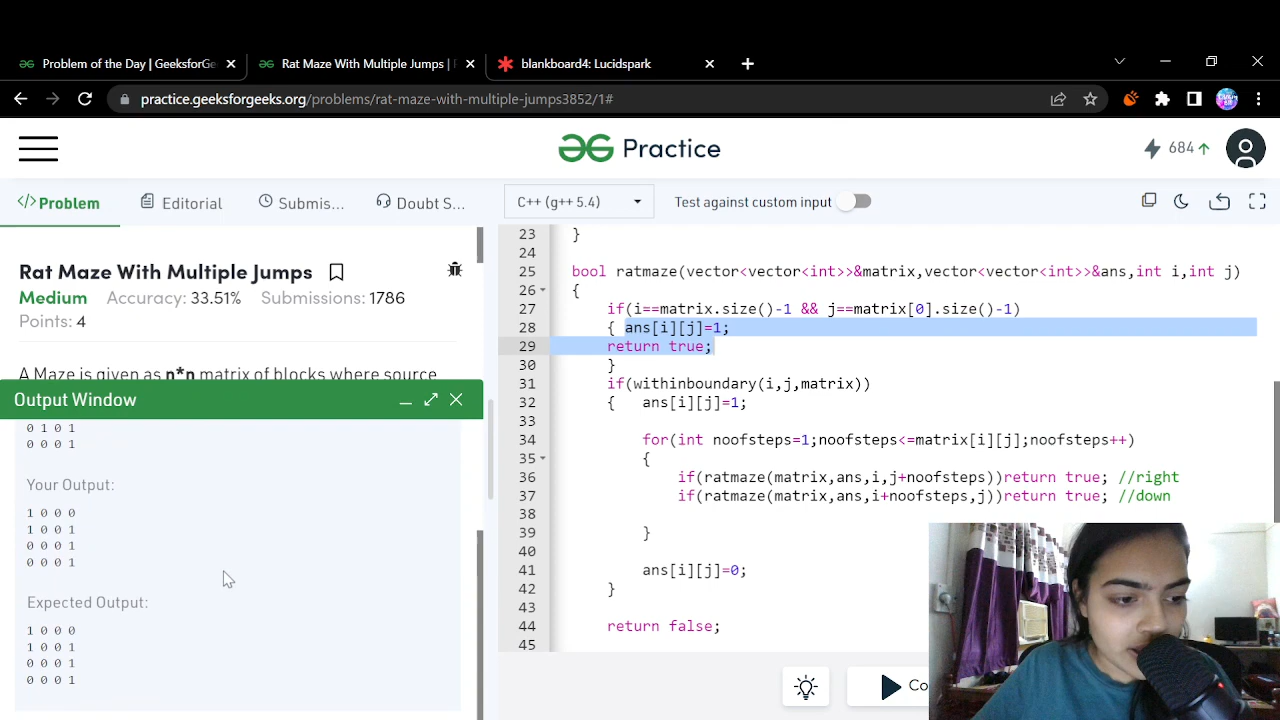 Problem of the Day | GeeksforGe
Rat Maze With Multiple Jumps |
blankboard4: Lucidspark
practice.geeksforgeeks.org/problems/rat-maze-with-multiple-jumps3852/1#
Practice
684
</> Problem
Editorial
Submis...
Doubt S...
C++ (g++ 5.4)
Test against custom input
Rat Maze With Multiple Jumps
Medium Accuracy: 33.51% Submissions: 1786
Points: 4
A Maze is given as n*n matrix of blocks where source
Output Window
0 1 0 1
0 0 0 1
Your Output:
1 0 0 0
1 0 0 1
0 0 0 1
0 0 0 1
Expected Output:
1 0 0 0
1 0 0 1
0 0 0 1
0 0 0 1
23 }
24
25 bool ratmaze(vector<vector<int>>&matrix,vector<vector<int>>&ans,int i,int j)
26 {
27 if(i==matrix.size()-1 && j==matrix[0].size()-1)
28 { ans[i][j]=1;
29 return true;
30 }
31 if(withinboundary(i,j,matrix))
32 { ans[i][j]=1;
33
34 for(int noofsteps=1;noofsteps<=matrix[i][j];noofsteps++)
35 {
36 if(ratmaze(matrix,ans,i,j+noofsteps))return true; //right
37 if(ratmaze(matrix,ans,i+noofsteps,j))return true; //down
38
39 }
40
41 ans[i][j]=0;
42 }
43
44 return false;
45
Co